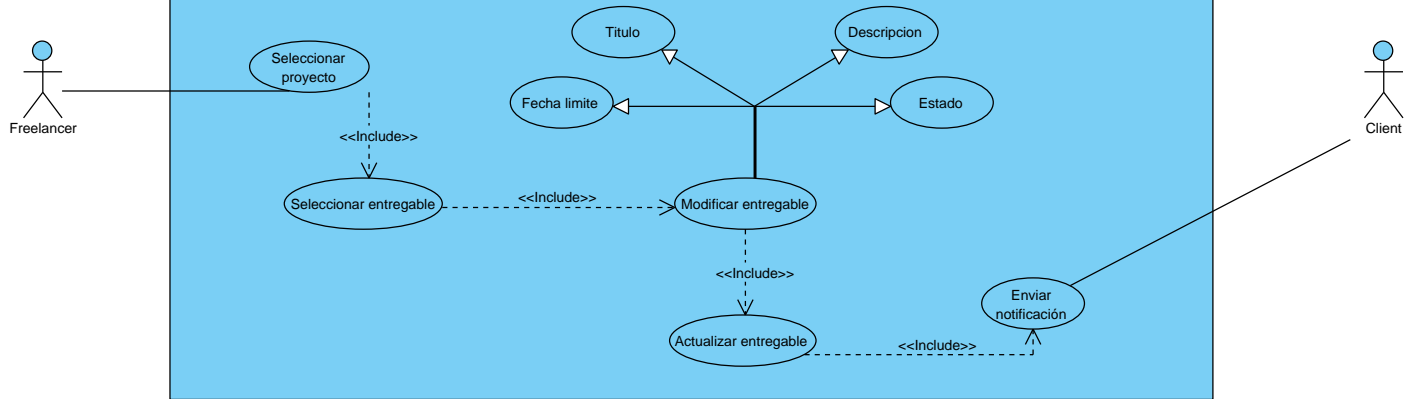 Titulo
Descripcion
Seleccionar
proyecto
Fecha limite
Estado
Freelancer
Client
<<Include>>
Seleccionar entregable
<<Include>>
Modificar entregable
<<Include>>
Enviar
notificación
Actualizar entregable
<<Include>>